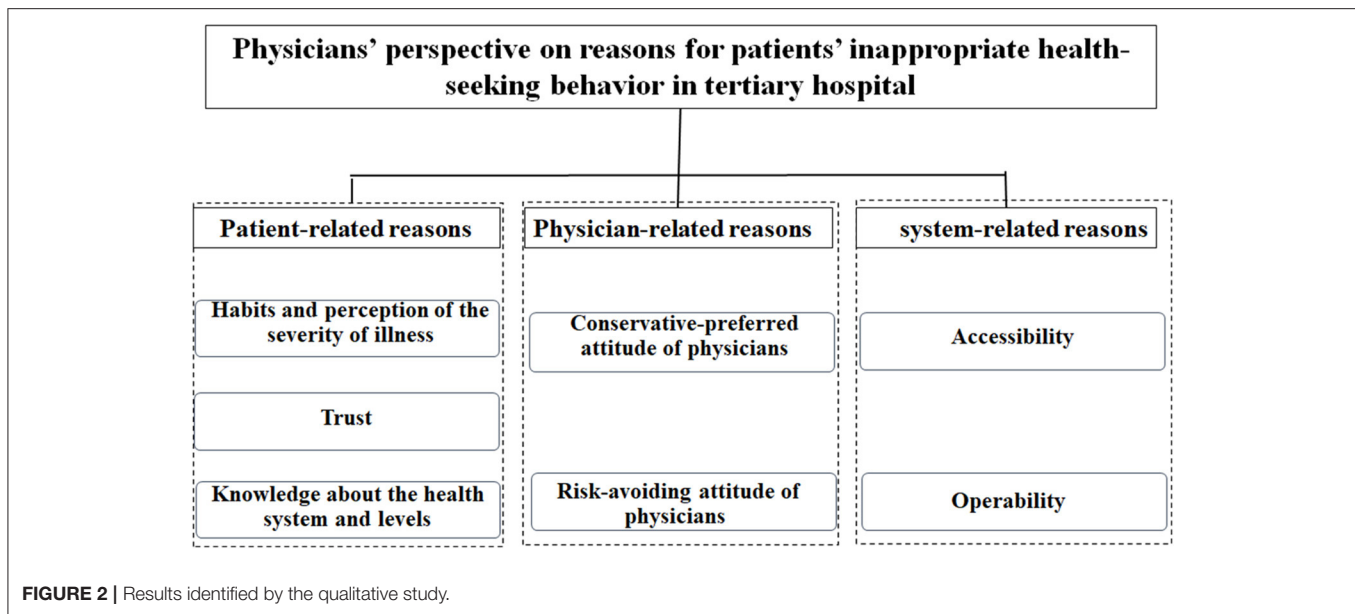 Physicians' perspective on reasons for patients' inappropriate health-
seeking behavior in tertiary hospital
Patient-related reasons
Habits and perception of the
severity of illness
Trust
Knowledge about the health
system and levels
Physician-related reasons
Conservative-preferred
attitude of physicians
Risk-avoiding attitude of
physicians
system-related reasons
Accessibility
Operability
FIGURE 2 | Results identified by the qualitative study.